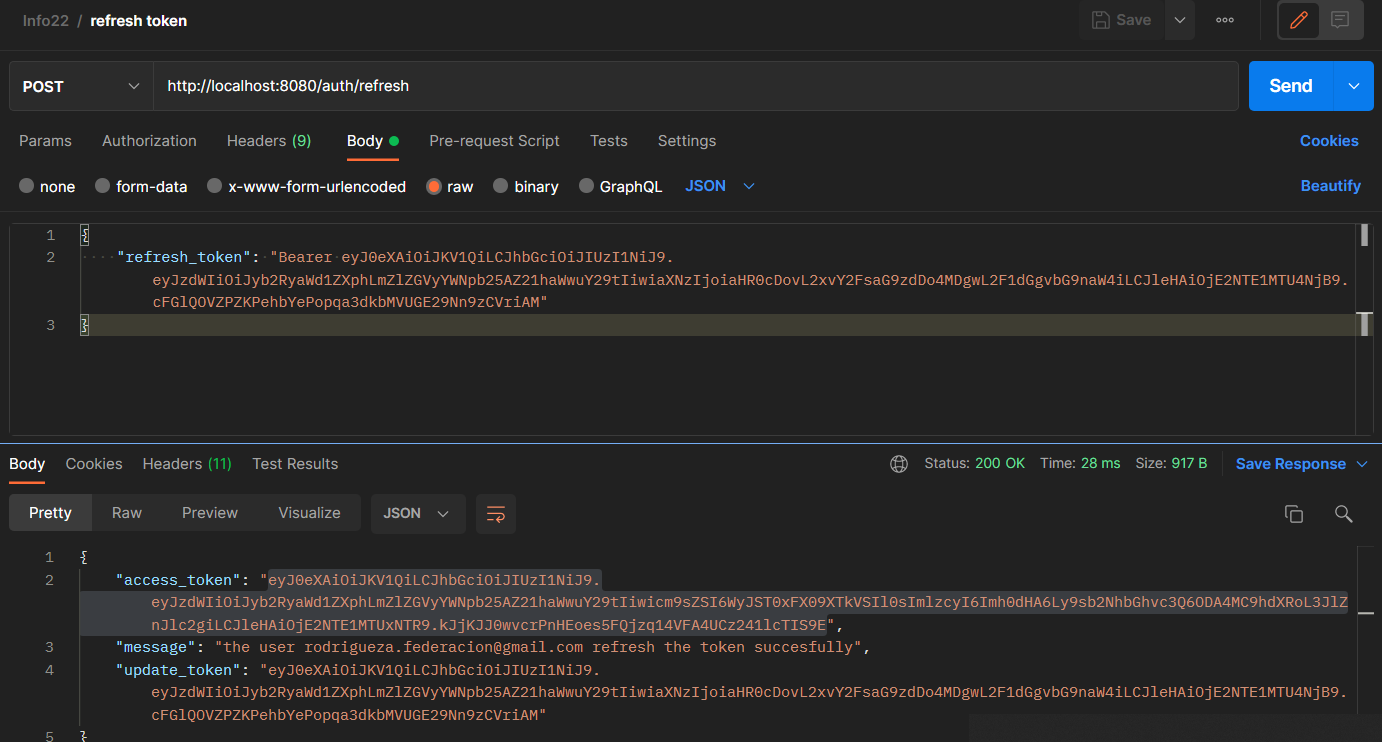 Info22 / refresh token
Save
POST
http://localhost:8080/auth/refresh
Send
Params Authorization Headers (9) Body Pre-request Script Tests Settings Cookies
none form-data x-www-form-urlencoded raw binary GraphQL JSON Beautify
1 {
2 "refresh_token": "Bearer eyJ0eXAiOiJKV1QiLCJhbGciOiJIUzI1NiJ9.
eyJzdWIiOiJyb2RyaWd1ZXphLmZlZGVyYWNpb25AZ21haWwuY29tIiwiaXNzIjoiaHR0cDovL2xvY2FsaG9zdDo4MDgwL2F1dGgvbG9naW4iLCJleHAiOjE2NTE1MTU4NjB9.
cFGlQOVZPZKPehbYePopqa3dkbMVUGE29Nn9zCVriAM"
3 }
Body Cookies Headers (11) Test Results Status: 200 OK Time: 28 ms Size: 917 B Save Response
Pretty Raw Preview Visualize JSON
1 {
2 "access_token": "eyJ0eXAiOiJKV1QiLCJhbGciOiJIUzI1NiJ9.
eyJzdWIiOiJyb2RyaWd1ZXphLmZlZGVyYWNpb25AZ21haWwuY29tIiwicm9sZSI6WyJST0xFX09XTkVSIl0sImlzcyI6Imh0dHA6Ly9sb2NhbGhvc3Q6ODA4MC9hdXRoL3JlZ
nJlc2giLCJleHAiOjE2NTE1MTUxNTR9.kJjKJJ0wvcrPnHEoes5FQjzq14VFA4UCz241lcTIS9E",
3 "message": "the user rodrigueza.federacion@gmail.com refresh the token succesfully",
4 "update_token": "eyJ0eXAiOiJKV1QiLCJhbGciOiJIUzI1NiJ9.
eyJzdWIiOiJyb2RyaWd1ZXphLmZlZGVyYWNpb25AZ21haWwuY29tIiwiaXNzIjoiaHR0cDovL2xvY2FsaG9zdDo4MDgwL2F1dGgvbG9naW4iLCJleHAiOjE2NTE1MTU4NjB9.
cFGlQOVZPZKPehbYePopqa3dkbMVUGE29Nn9zCVriAM"
5 }